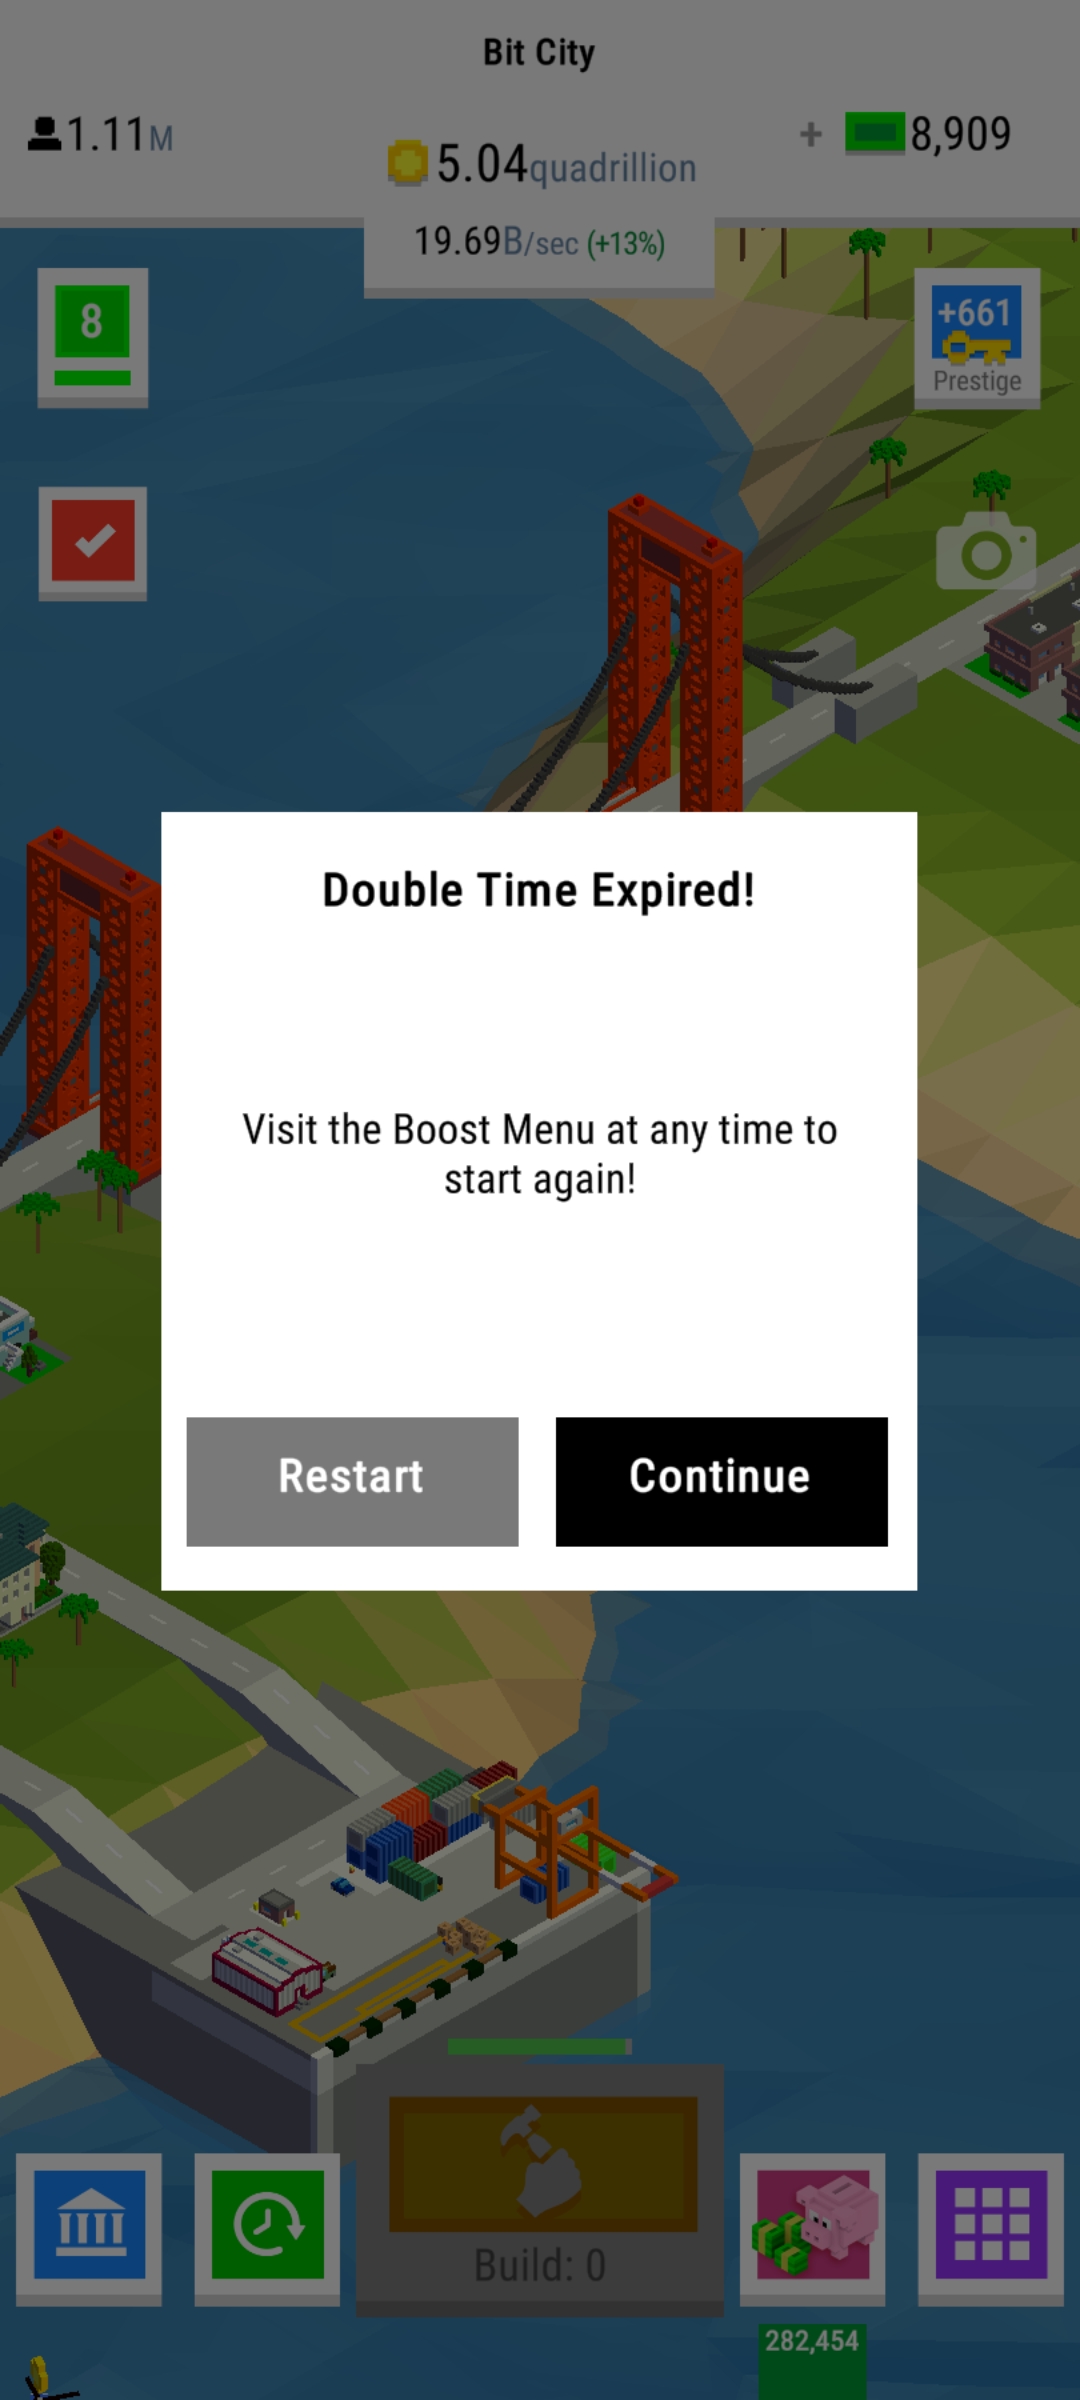 Bit City
1.11M
5.04quadrillion
+ 8,909
19.69B/sec (+13%)
8
+661
Prestige
Double Time Expired!
Visit the Boost Menu at any time to
start again!
Restart
Continue
Build: 0
282,454